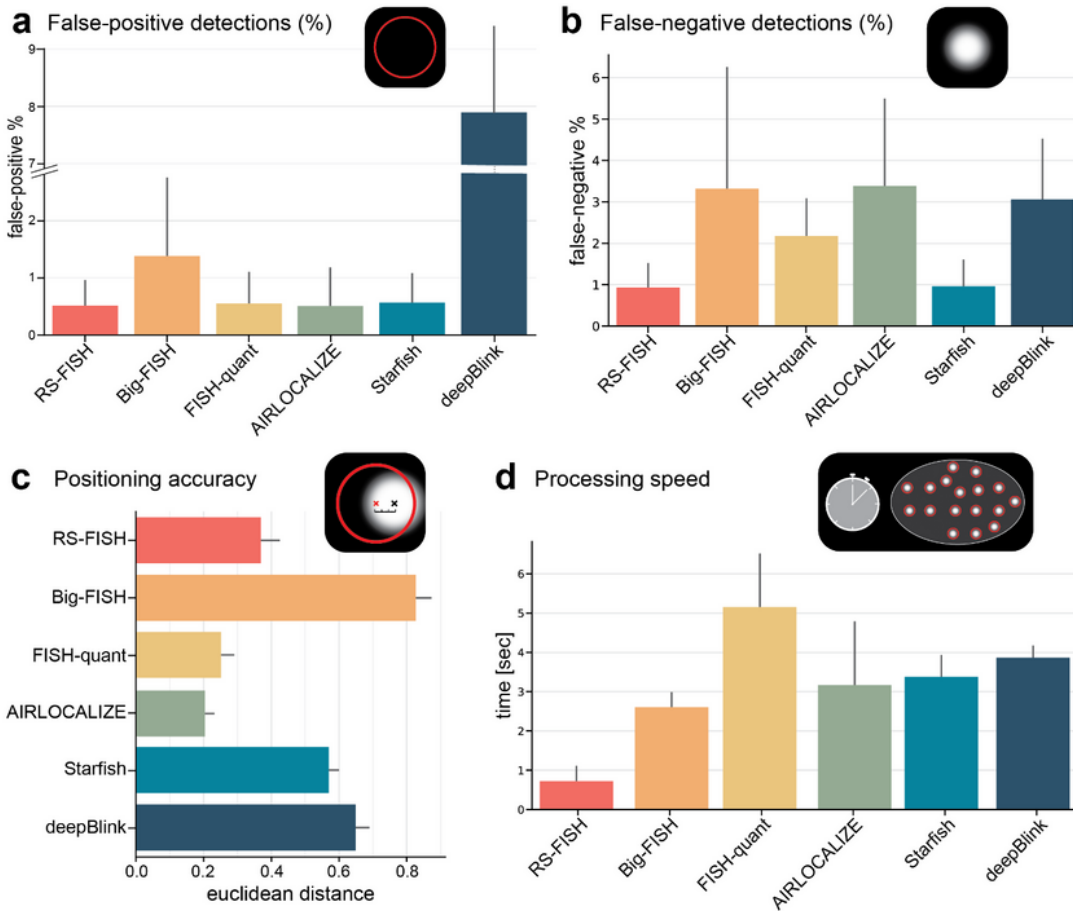 a False-positive detections (%)
false-positive %
9
8
7
2
1
0
RS-FISH
Big-FISH
FISH-quant
AIRLOCALIZE
Starfish
deepBlink
b False-negative detections (%)
false-negative %
6
5
4
3
2
1
0
RS-FISH
Big-FISH
FISH-quant
AIRLOCALIZE
Starfish
deepBlink
c Positioning accuracy
RS-FISH
Big-FISH
FISH-quant
AIRLOCALIZE
Starfish
deepBlink
0.0 0.2 0.4 0.6 0.8
euclidean distance
d Processing speed
time [sec]
6
5
4
3
2
1
0
RS-FISH
Big-FISH
FISH-quant
AIRLOCALIZE
Starfish
deepBlink